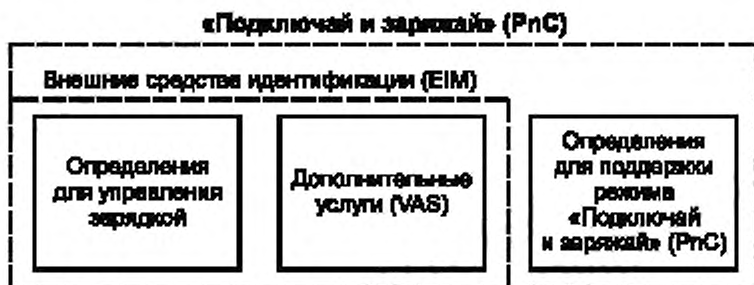 «Подключай и заряжай» (PnC)
Внешние средства идентификации (EIM)
Определения
для управления
зарядкой
Дополнительные
услуги (VAS)
Определения
для поддержки
режима
«Подключай
и заряжай» (PnC)